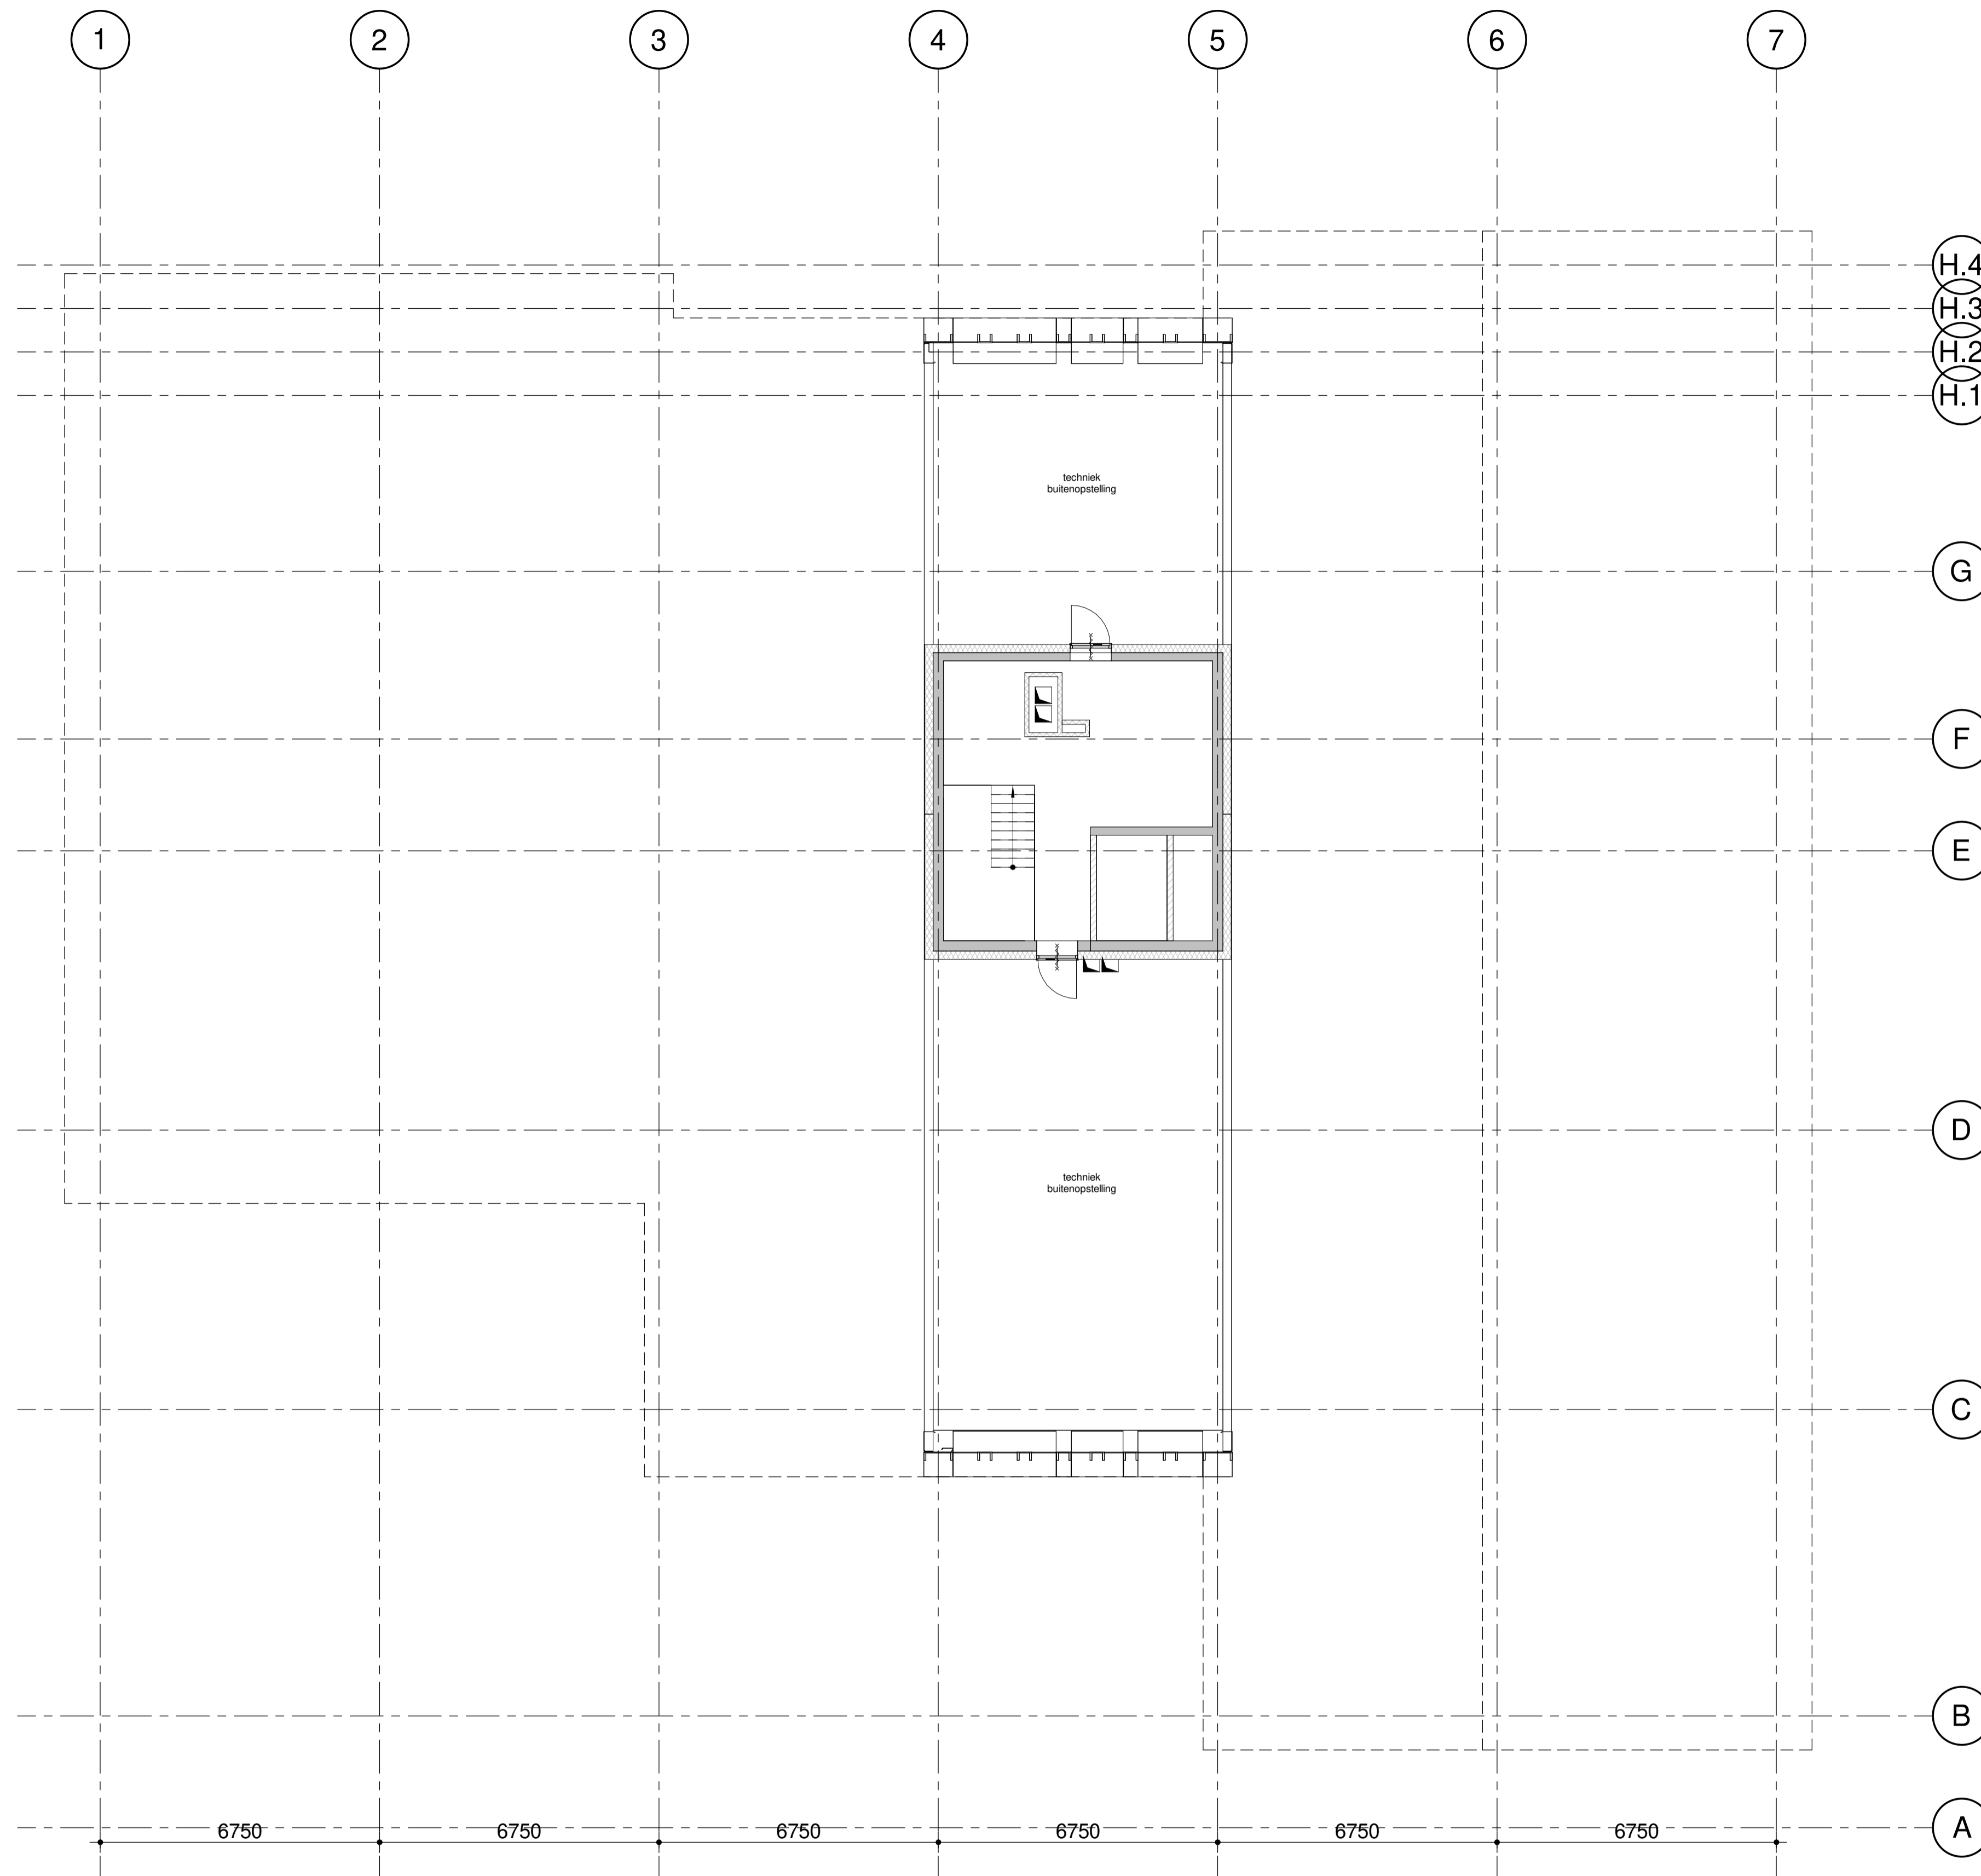 1 2 3 4 5 6 7
H.4
H.3
H.2
H.1
techniek
buitenopstelling
G
F
E
D
techniek
buitenopstelling
C
B
A
6750 6750 6750 6750 6750 6750